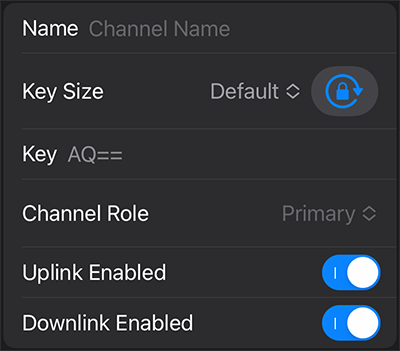 Name Channel Name
Key Size Default
Key AQ==
Channel Role Primary
Uplink Enabled
Downlink Enabled